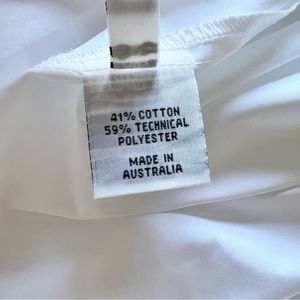 41% COTTON
59% TECHNICAL
POLYESTER
MADE IN
AUSTRALIA